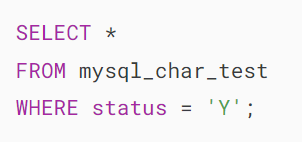 SELECT *
FROM mysql_char_test
WHERE status = 'Y';